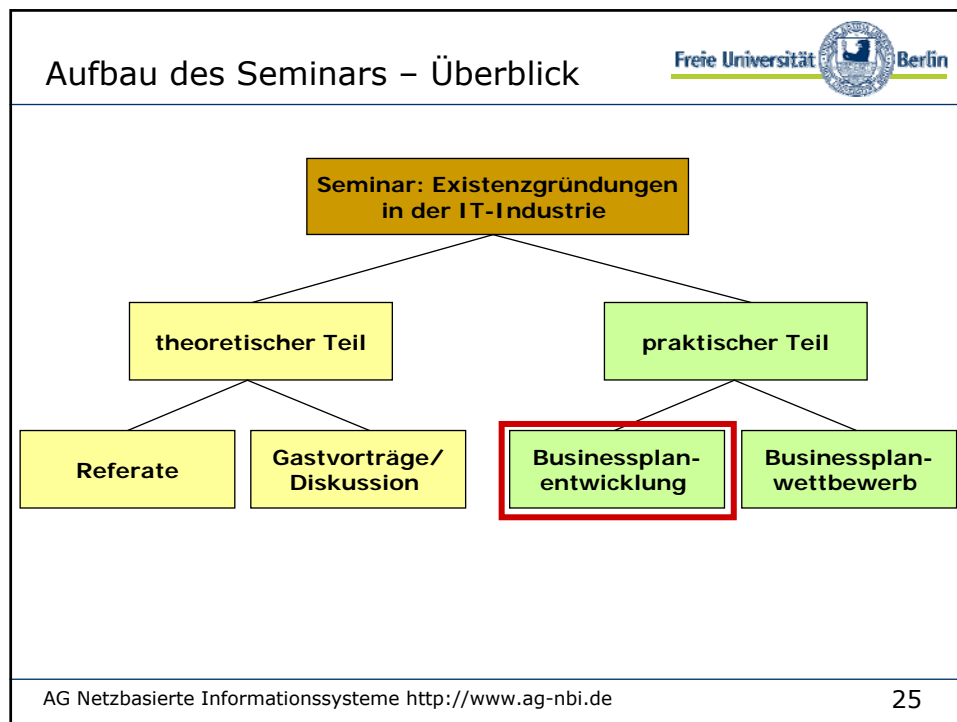 Aufbau des Seminars – Überblick
Freie Universität Berlin
Seminar: Existenzgründungen
in der IT-Industrie
theoretischer Teil
praktischer Teil
Referate
Gastvorträge/
Diskussion
Businessplan-
entwicklung
Businessplan-
wettbewerb
AG Netzbasierte Informationssysteme http://www.ag-nbi.de
25